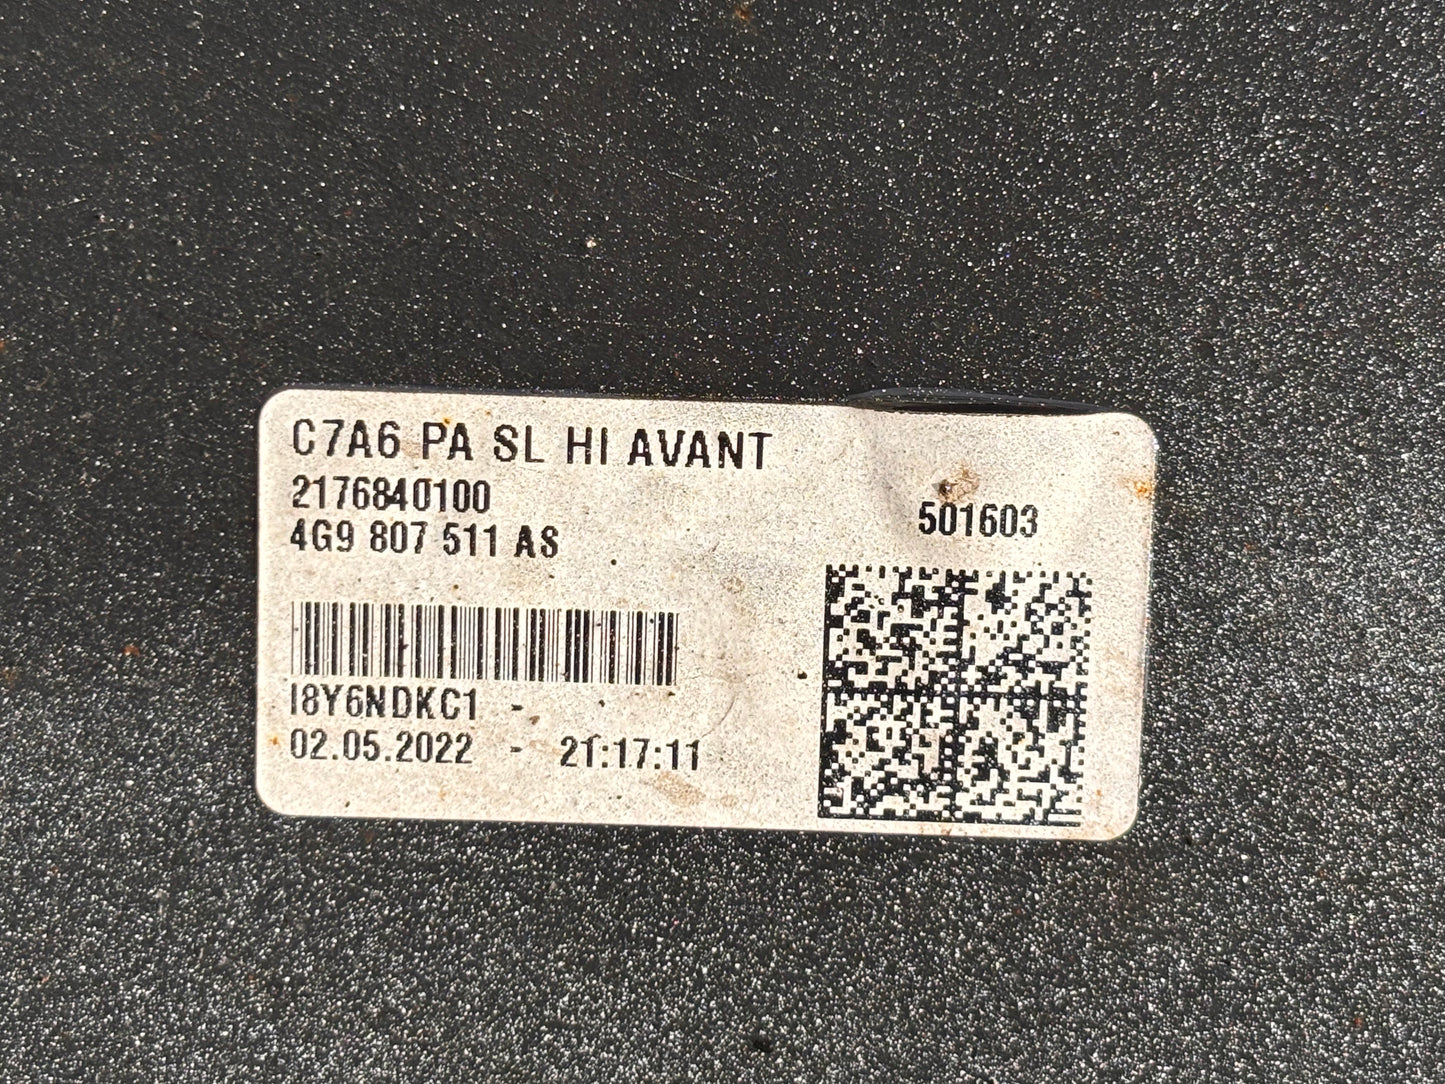 C7A6 PA SL HI AVANT
2176840100
4G9 807 511 AS
501603
I8Y6NDKC1 -
02.05.2022 - 21:17:11